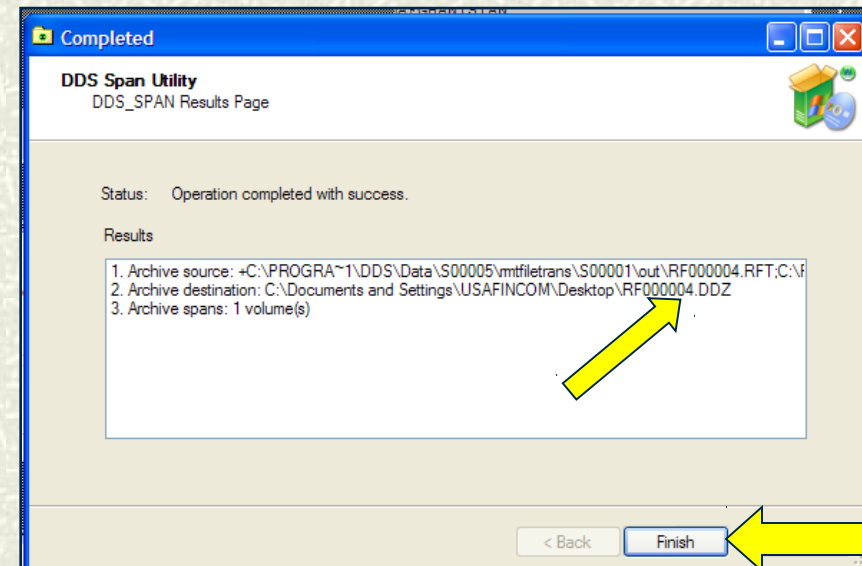 AFGHANISTAN
Completed
DDS Span Utility
DDS_SPAN Results Page
Status: Operation completed with success.
Results
1. Archive source: +C:\PROGRA~1\DDS\Data\S00005\rmtfiletrans\S00001\out\RF000004.RFT;C:\F
2. Archive destination: C:\Documents and Settings\USAFINCOM\Desktop\RF000004.DDZ
3. Archive spans: 1 volume(s)
< Back Finish